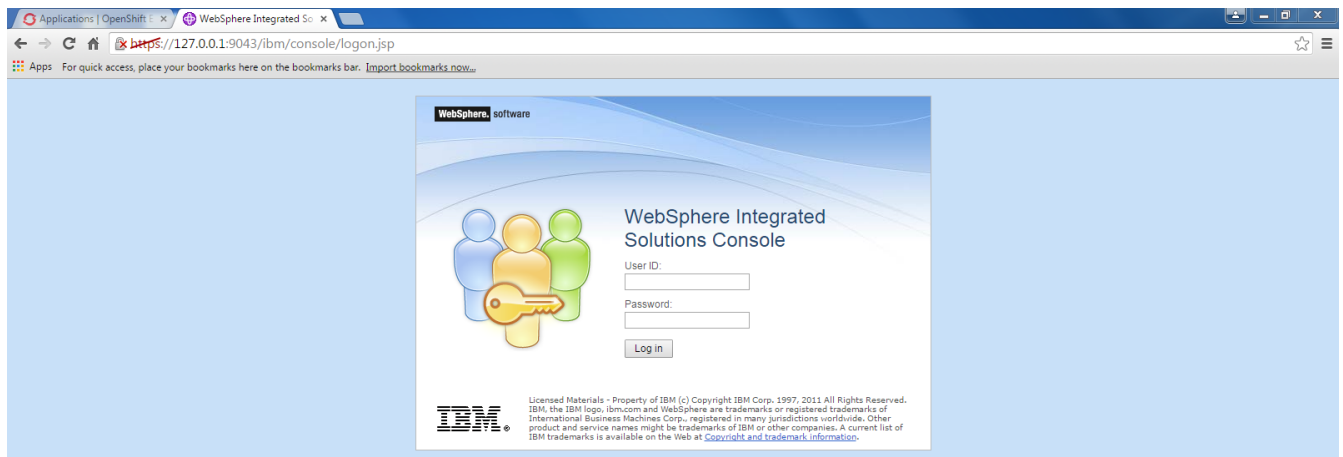 Applications | OpenShift E
WebSphere Integrated So
https://127.0.0.1:9043/ibm/console/logon.jsp
Apps For quick access, place your bookmarks here on the bookmarks bar. Import bookmarks now...
WebSphere. software
WebSphere Integrated
Solutions Console
User ID:
Password:
Log in
IBM®
Licensed Materials - Property of IBM (c) Copyright IBM Corp. 1997, 2011 All Rights Reserved.
IBM, the IBM logo, ibm.com and WebSphere are trademarks or registered trademarks of
International Business Machines Corp., registered in many jurisdictions worldwide. Other
product and service names might be trademarks of IBM or other companies. A current list of
IBM trademarks is available on the Web at Copyright and trademark information.